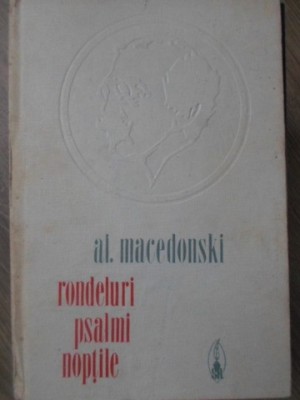 al. macedonski
rondeluri
psalmi
nopțile